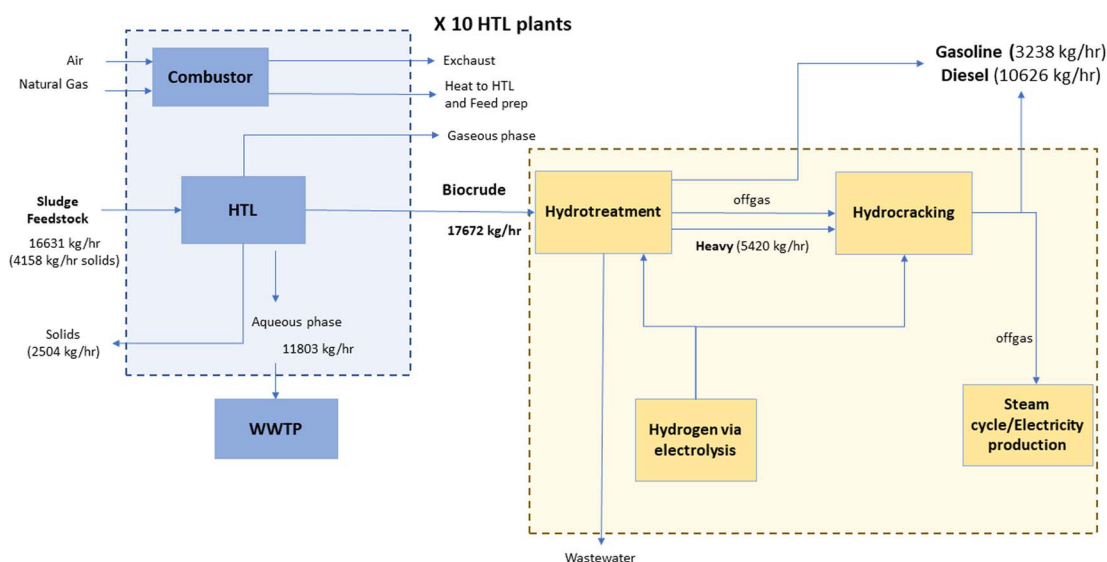 X 10 HTL plants
Air
Natural Gas
Combustor
Exhaust
Heat to HTL
and Feed prep
Gaseous phase
Gasoline (3238 kg/hr)
Diesel (10626 kg/hr)
Sludge
Feedstock
16631 kg/hr
(4158 kg/hr solids)
HTL
Biocrude
17672 kg/hr
Hydrotreatment
offgas
Heavy (5420 kg/hr)
Hydrocracking
Solids
(2504 kg/hr)
Aqueous phase
11803 kg/hr
WWTP
Hydrogen via
electrolysis
offgas
Steam
cycle/Electricity
production
Wastewater